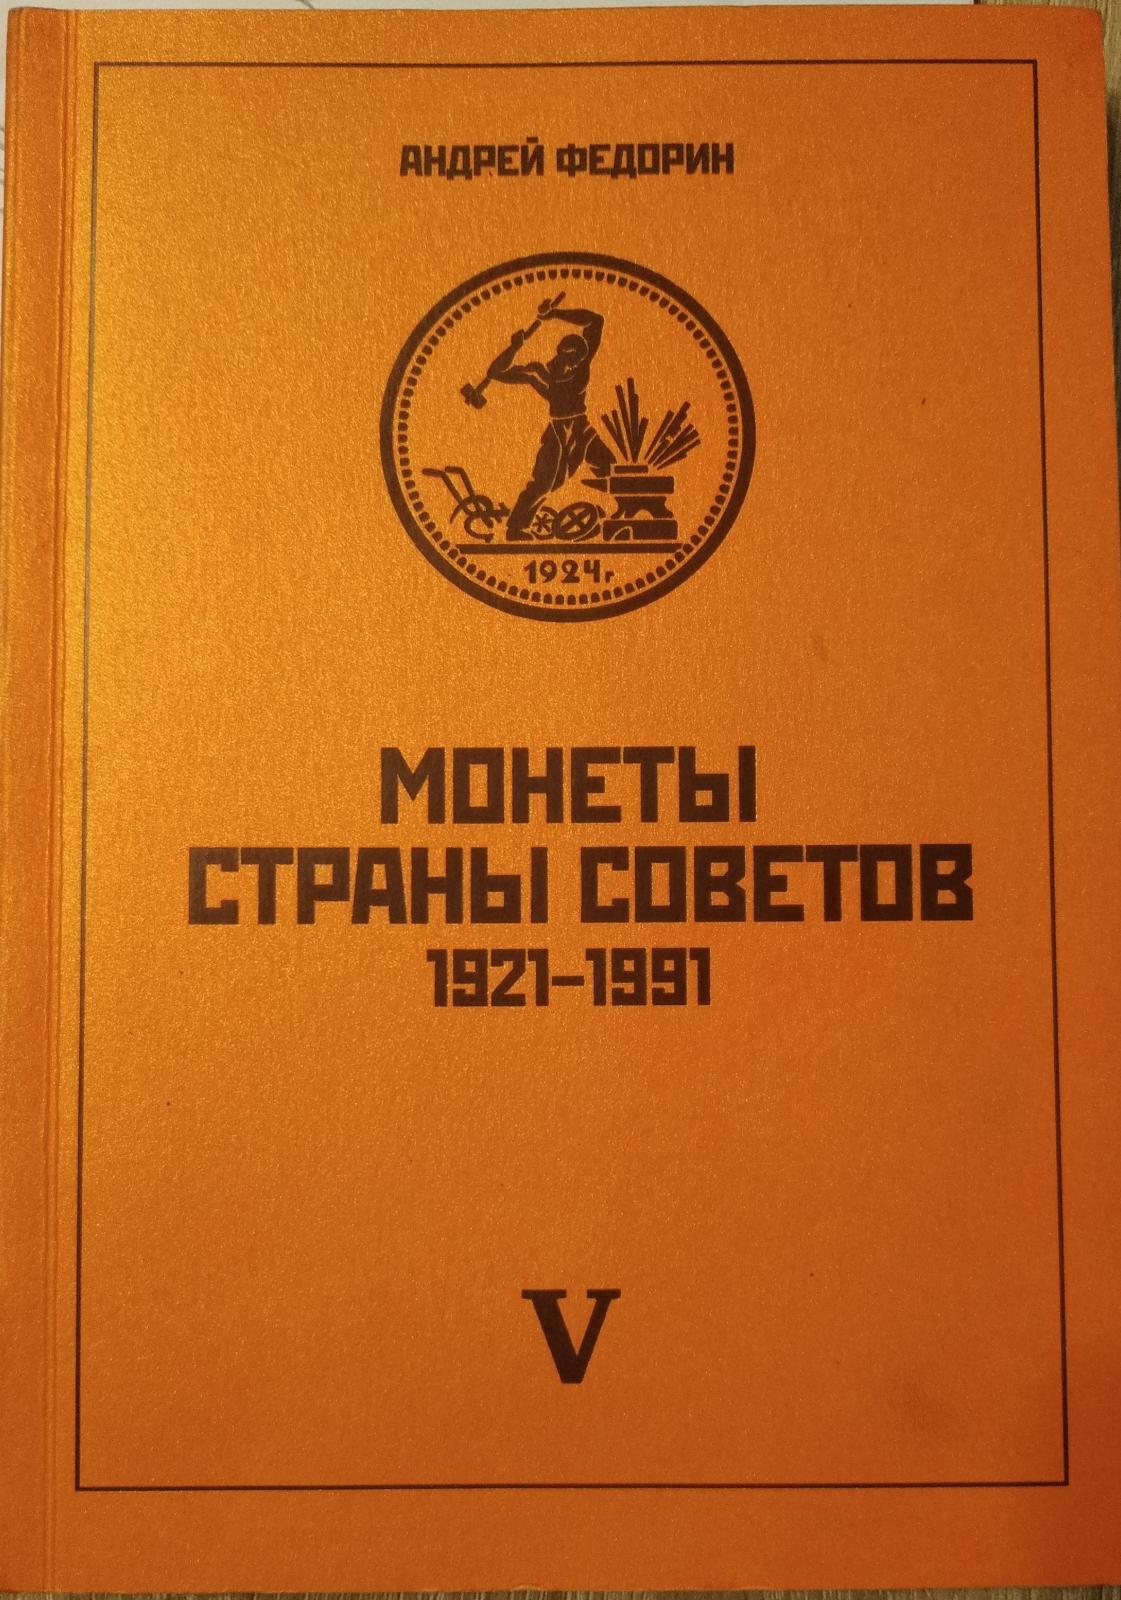 АНДРЕЙ ФЕДОРИН
1924г
МОНЕТЫ
СТРАНЫ СОВЕТОВ
1921-1991
V